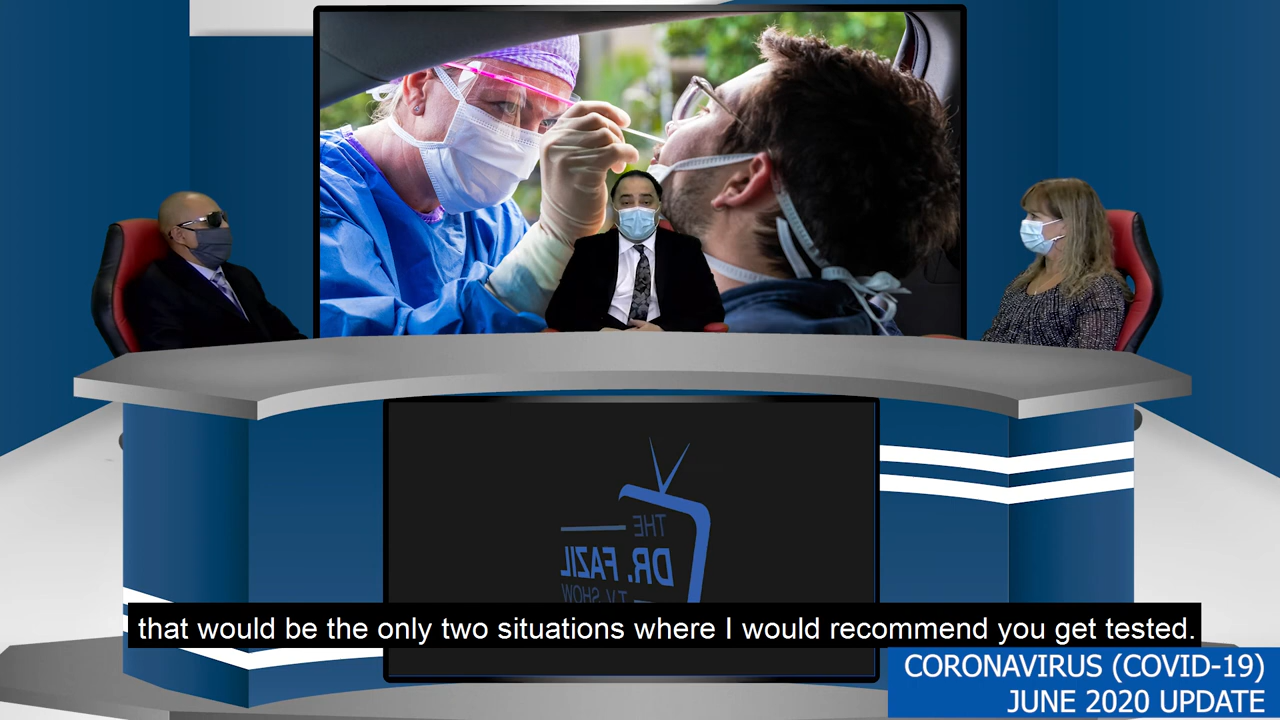 THE
DR. FAZIL
T.V. SHOW
that would be the only two situations where I would recommend you get tested.
CORONAVIRUS (COVID-19)
JUNE 2020 UPDATE